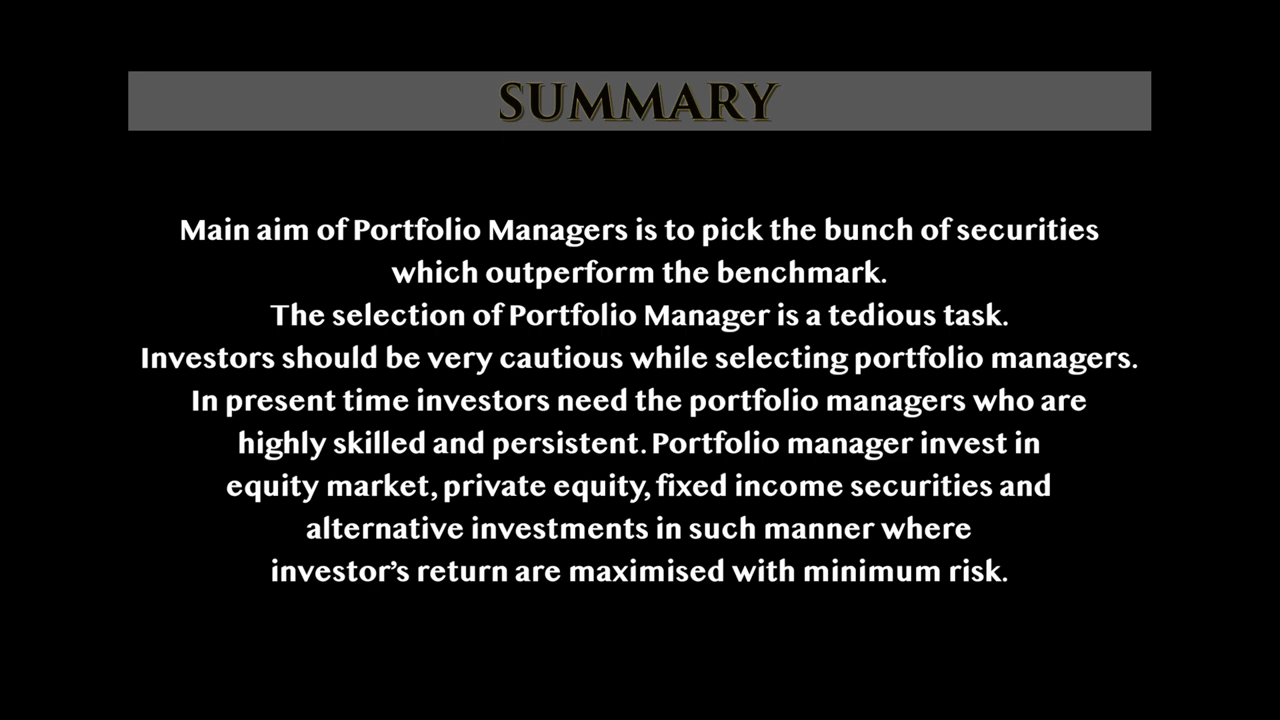 SUMMARY
Main aim of Portfolio Managers is to pick the bunch of securities
which outperform the benchmark.
The selection of Portfolio Manager is a tedious task.
Investors should be very cautious while selecting portfolio managers.
In present time investors need the portfolio managers who are
highly skilled and persistent. Portfolio manager invest in
equity market, private equity, fixed income securities and
alternative investments in such manner where
investor’s return are maximised with minimum risk.